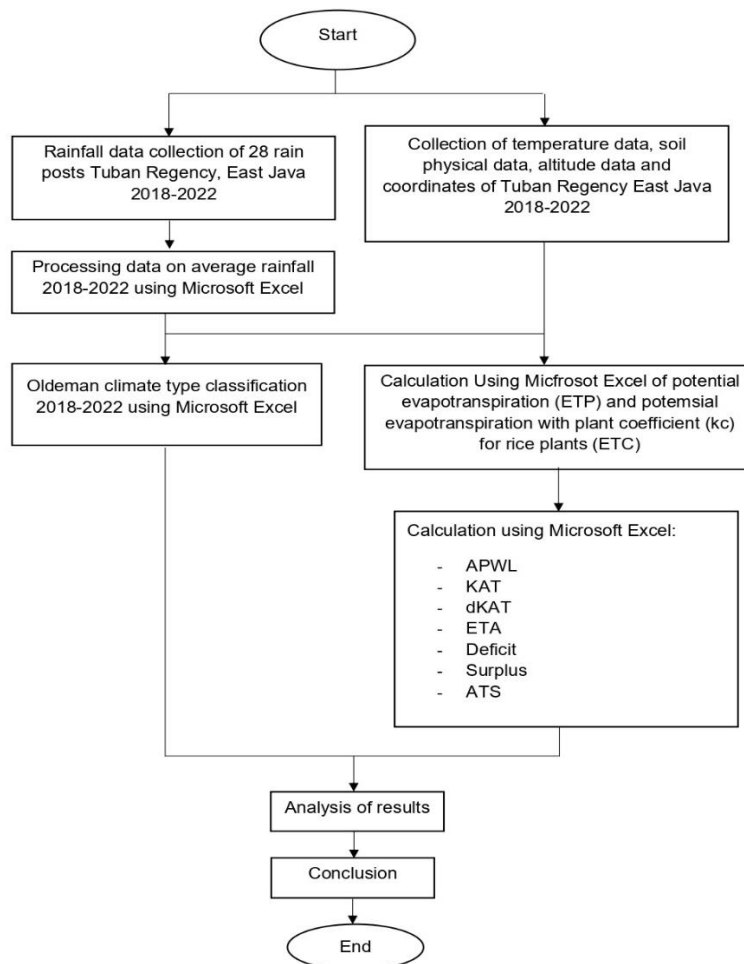 Start
Rainfall data collection of 28 rain
posts Tuban Regency, East Java
2018-2022
Collection of temperature data, soil
physical data, altitude data and
coordinates of Tuban Regency East Java
2018-2022
Processing data on average rainfall
2018-2022 using Microsoft Excel
Oldeman climate type classification
2018-2022 using Microsoft Excel
Calculation Using Micfrosot Excel of potential
evapotranspiration (ETP) and potemsial
evapotranspiration with plant coefficient (kc)
for rice plants (ETC)
Calculation using Microsoft Excel:
- APWL
- KAT
- dKAT
- ETA
- Deficit
- Surplus
- ATS
Analysis of results
Conclusion
End